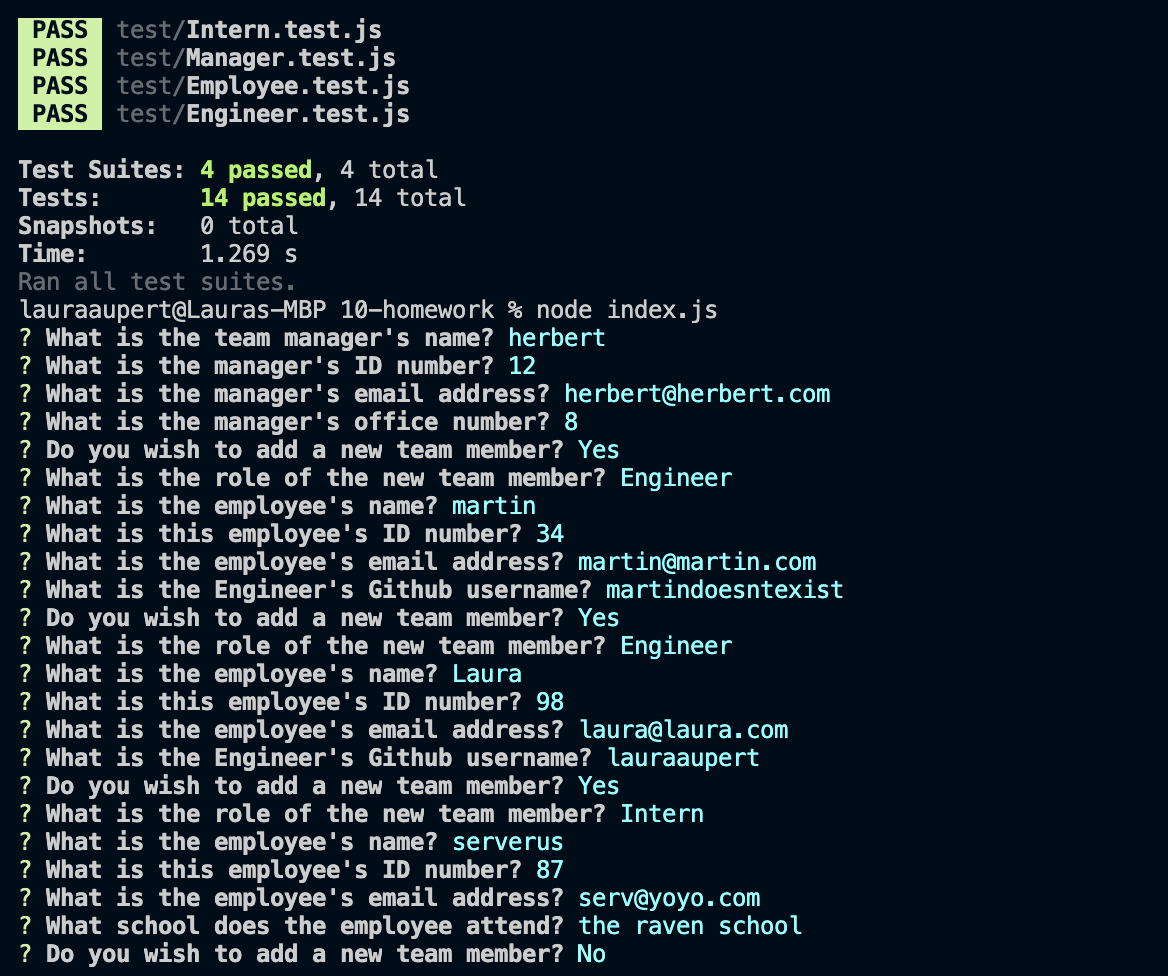 PASS test/Intern.test.js
PASS test/Manager.test.js
PASS test/Employee.test.js
PASS test/Engineer.test.js
Test Suites: 4 passed, 4 total
Tests: 14 passed, 14 total
Snapshots: 0 total
Time: 1.269 s
Ran all test suites.
lauraaupert@Lauras-MBP 10-homework % node index.js
? What is the team manager's name? herbert
? What is the manager's ID number? 12
? What is the manager's email address? herbert@herbert.com
? What is the manager's office number? 8
? Do you wish to add a new team member? Yes
? What is the role of the new team member? Engineer
? What is the employee's name? martin
? What is this employee's ID number? 34
? What is the employee's email address? martin@martin.com
? What is the Engineer's Github username? martindoesntexist
? Do you wish to add a new team member? Yes
? What is the role of the new team member? Engineer
? What is the employee's name? Laura
? What is this employee's ID number? 98
? What is the employee's email address? laura@laura.com
? What is the Engineer's Github username? lauraaupert
? Do you wish to add a new team member? Yes
? What is the role of the new team member? Intern
? What is the employee's name? serverus
? What is this employee's ID number? 87
? What is the employee's email address? serv@yoyo.com
? What school does the employee attend? the raven school
? Do you wish to add a new team member? No